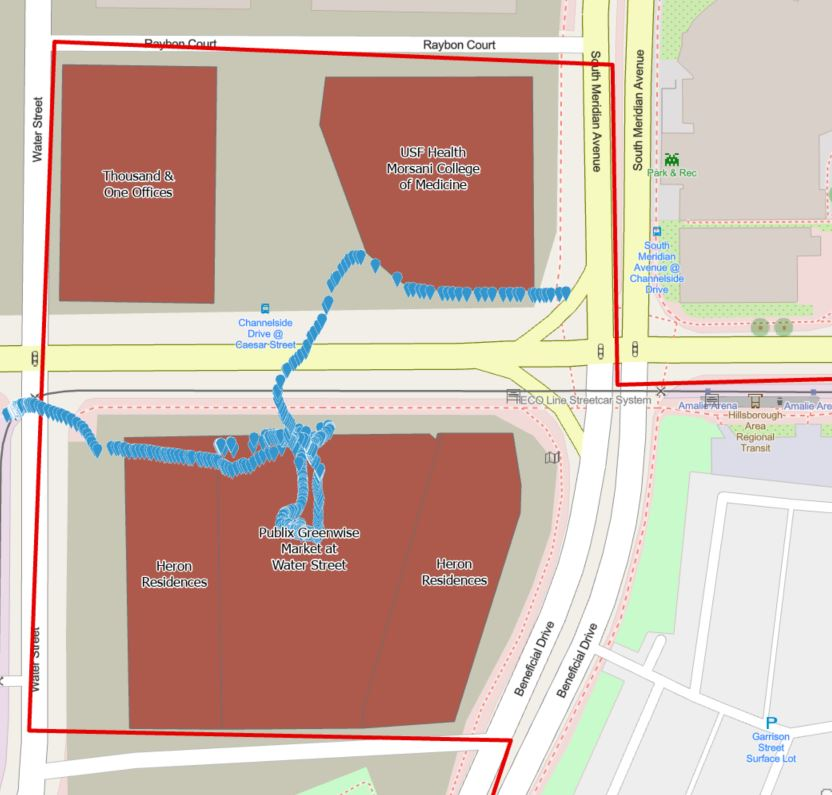 Raybon Court
Raybon Court
Water Street
South Meridian Avenue
South Meridian Avenue
Thousand &
One Offices
USF Health
Morsani College
of Medicine
Park & Rec
South
Meridian
Avenue @
Channelside
Drive
Channelside
Drive @
Caesar Street
TECO Line Streetcar System
Amalie Arena
Amalie Are
Hillsborough
Area
Regional
Transit
Publix Greenwise
Market at
Water Street
Heron
Residences
Heron
Residences
Water Street
Beneficial Drive
Beneficial Drive
P
Garrison
Street
Surface Lot